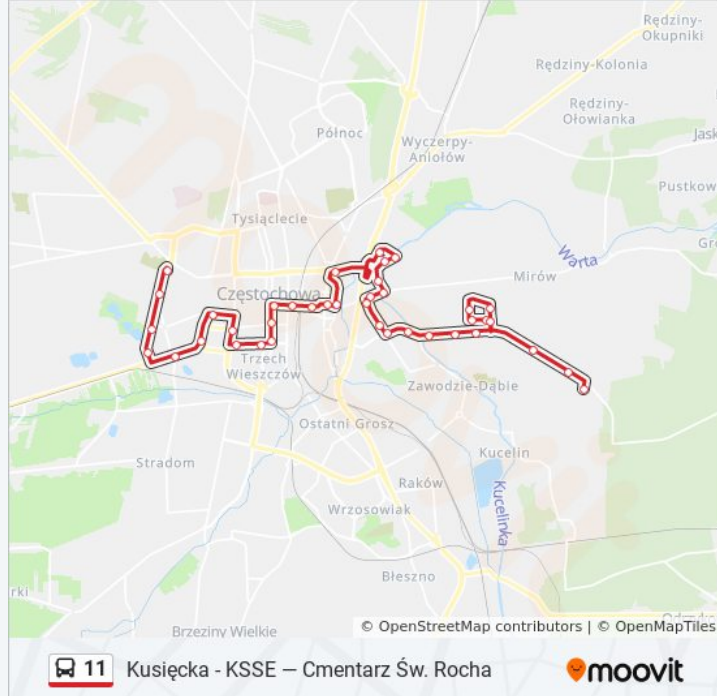 Rędziny-
Okupniki
Rędziny-Kolonia
Rędziny-
Ołowianka
Północ
Wyczerpy-
Aniołów
Jask
Pustkow
Tysiąclecie
Gr
Warta
Mirów
Częstochowa
Trzech
Wieszczów
Zawodzie-Dąbie
Ostatni Grosz
Kucelin
Stradom
Raków
Kucelinka
Wrzosowiak
Błeszno
rki
Brzeziny Wielkie
© OpenStreetMap contributors | © OpenMapTiles
11 Kusięcka - KSSE — Cmentarz Św. Rocha
moovit